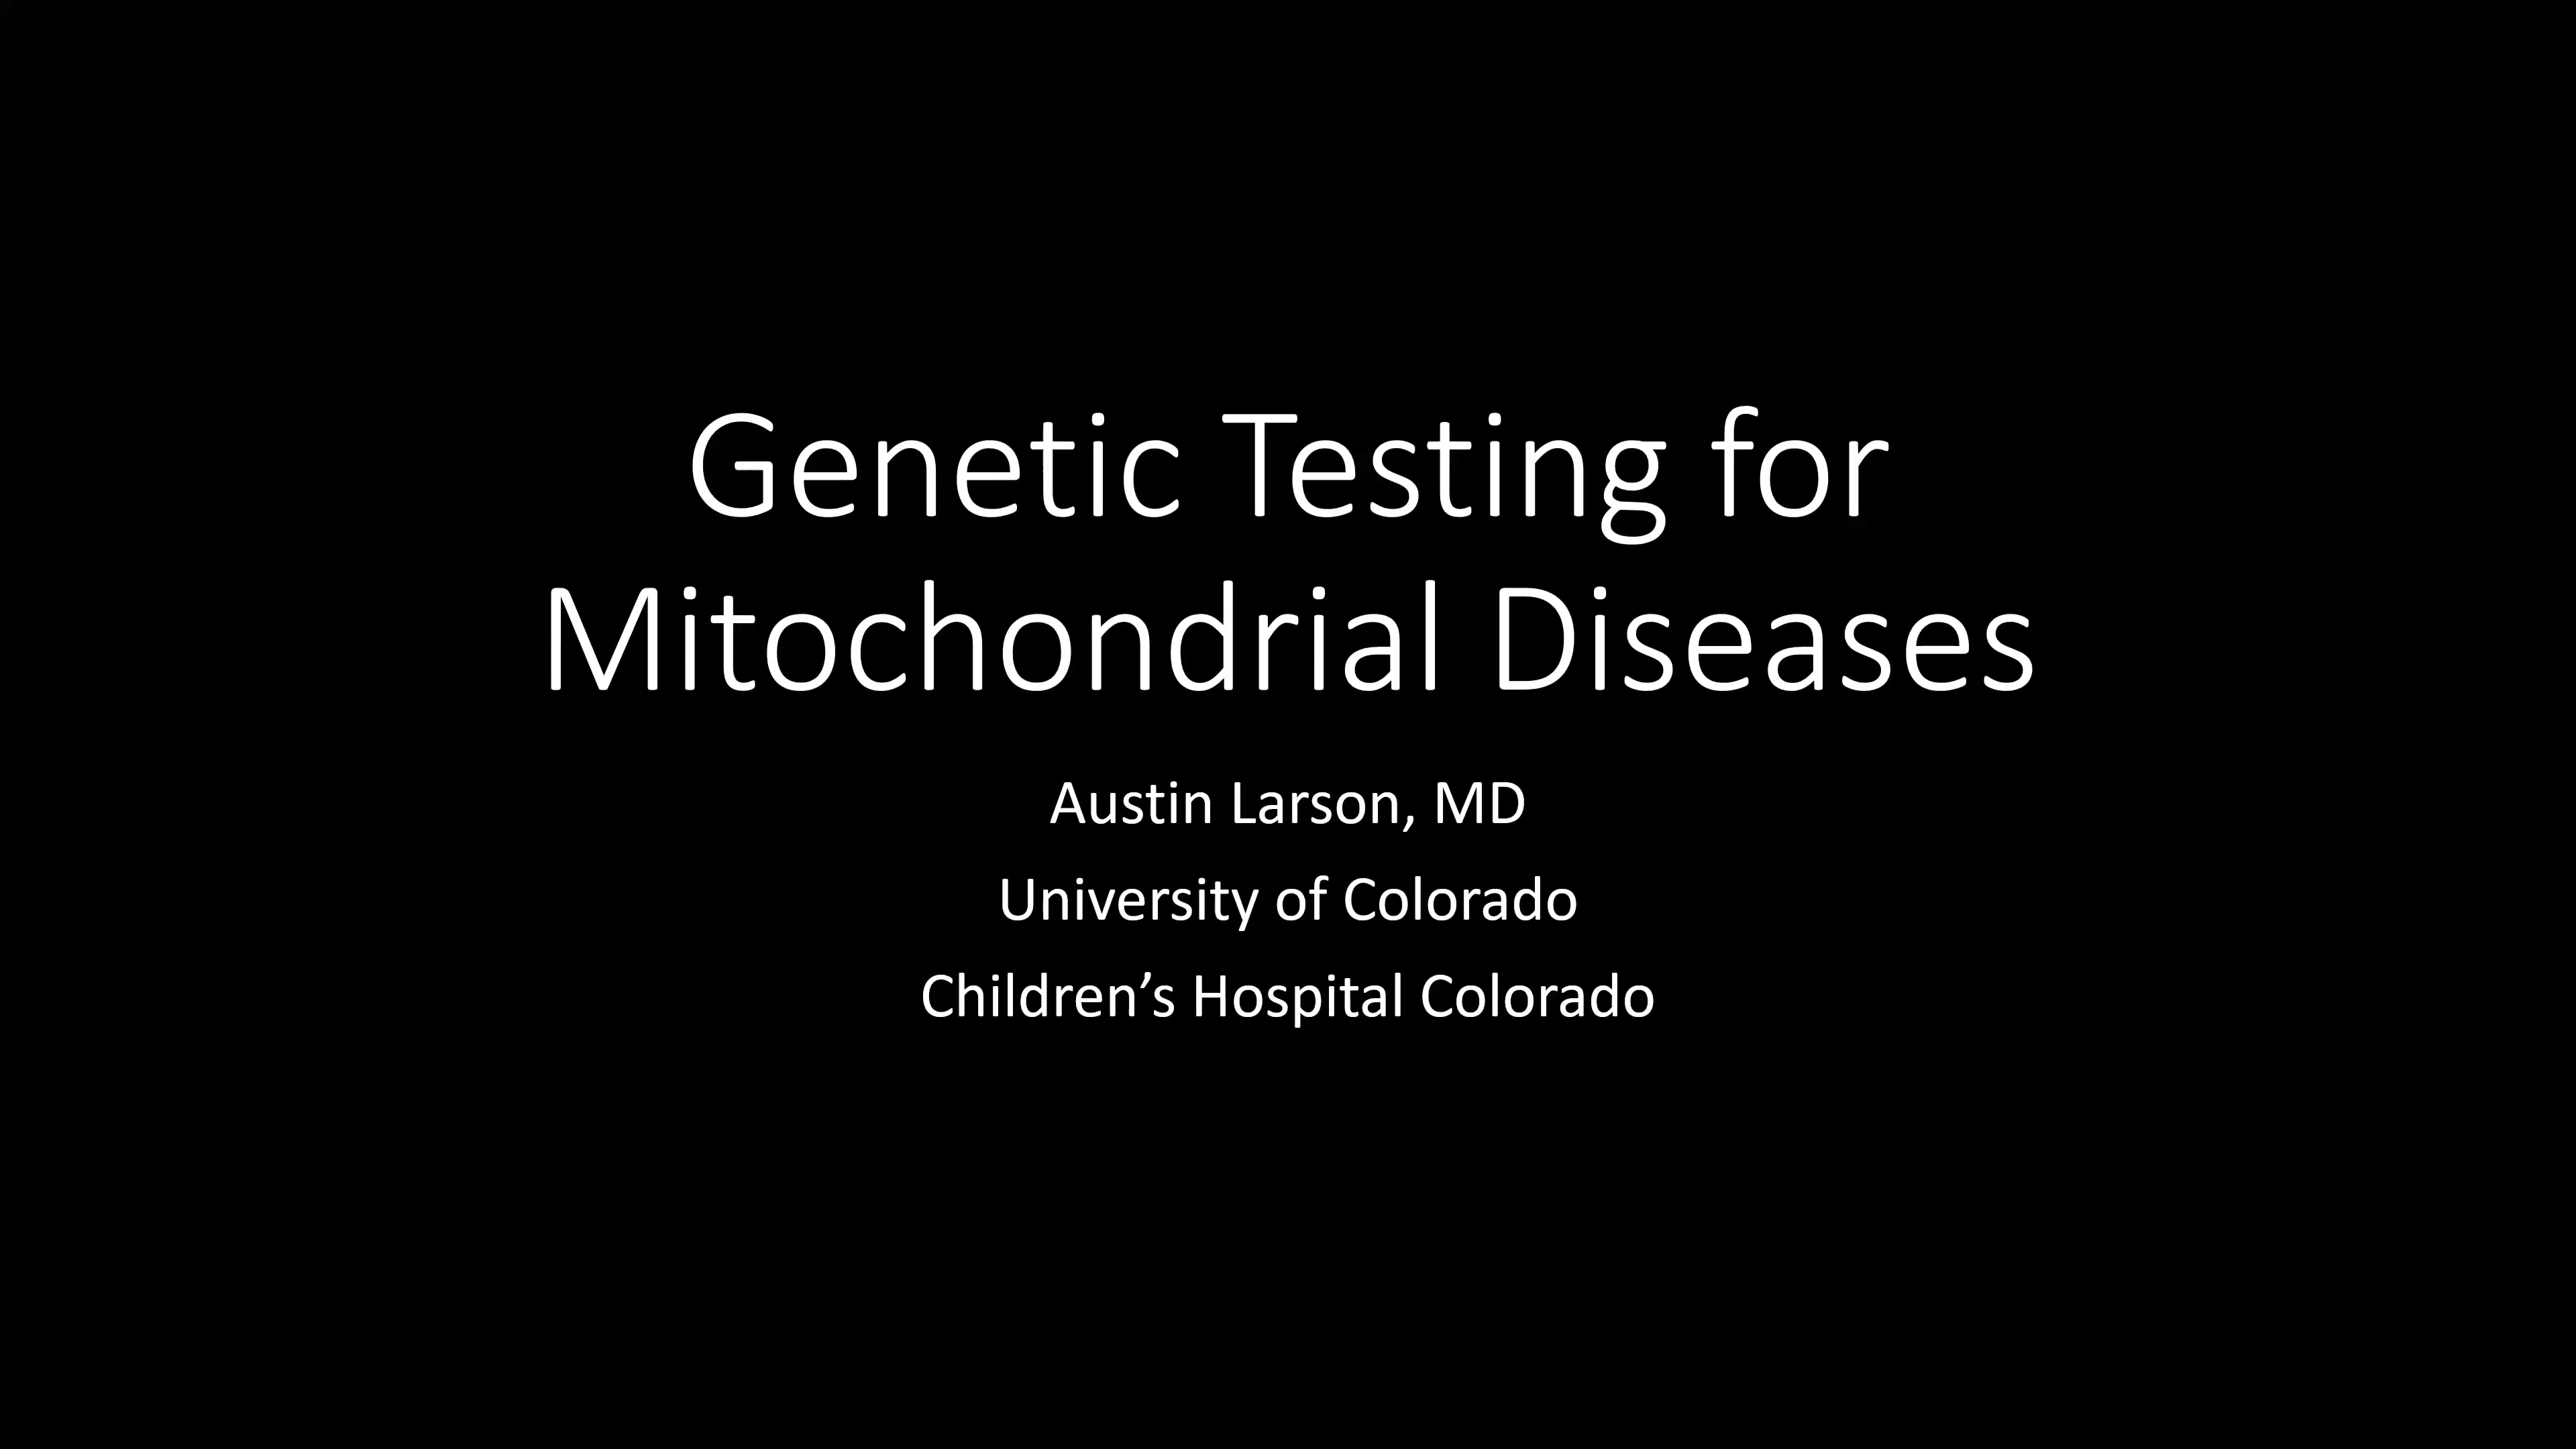 Genetic Testing for
Mitochondrial Diseases
Austin Larson, MD
University of Colorado
Children’s Hospital Colorado